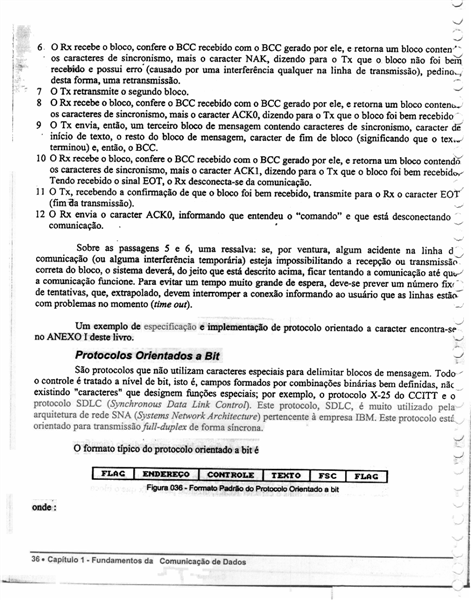 6 O Rx recebe o bloco, confere o BCC recebido com o BCC gerado por ele, e retorna um bloco
os caracteres de sincronismo, mais o caracter NAK, dizendo para o Tx que o bloco não foi bem
recebido e possui erro (causado por uma interferência qualquer na linha de transmissão),
desta forma, uma retransmissão.
7 O Tx retransmite o segundo bloco.
8 O Rx recebe o bloco, confere o BCC recebido com o BCC gerado por ele, e retorna um bloco
os caracteres de sincronismo, mais o caracter ACK0, dizendo para o Tx que o bloco foi bem recebido
9 O Tx envia, então, um terceiro bloco de mensagem contendo caracteres de sincronismo, caracter de
início de texto, o resto do bloco de mensagem, caracter de fim de bloco (significando que o
terminou) e, então, o BCC.
10 O Rx recebe o bloco, confere o BCC recebido com o BCC gerado por ele, e retorna um bloco contendo
os caracteres de sincronismo, mais o caracter ACK1, dizendo para o Tx que o bloco foi bem recebido.
Tendo recebido o sinal EOT, o Rx desconecta-se da comunicação.
11 O Tx, recebendo a confirmação de que o bloco foi bem recebido, transmite para o Rx o caracter EOT
(fim da transmissão).
12 O Rx envia o caracter ACK0, informando que entendeu o "comando" e que está desconectando
comunicação.
Sobre as passagens 5 e 6, uma ressalva: se, por ventura, algum acidente na linha d
comunicação (ou alguma interferência temporária) esteja impossibilitando a recepção ou transmissão
correta do bloco, o sistema deverá, do jeito que está descrito acima, ficar tentando a comunicação até que
a comunicação funcione. Para evitar um tempo muito grande de espera, deve-se prever um número fix
de tentativas, que, extrapolado, devem interromper a conexão informando ao usuário que as linhas estão
com problemas no momento (time out).
Um exemplo de especificação e implementação de protocolo orientado a caracter encontra-se
no ANEXO I deste livro.
Protocolos Orientados a Bit
São protocolos que não utilizam caracteres especiais para delimitar blocos de mensagem. Todo
o controle é tratado a nível de bit, isto é, campos formados por combinações binárias bem definidas,
existindo "caracteres" que designem funções especiais; por exemplo, o protocolo X-25 do CCITT e o
protocolo SDLC (Synchronous Data Link Control). Este protocolo, SDLC, é muito utilizado pela
arquitetura de rede SNA (Systems Network Architecture) pertencente à empresa IBM. Este protocolo está
orientado para transmissão full-duplex de forma síncrona.
O formato típico do protocolo orientado a bit é
FLAG ENDEREÇO CONTROLE TEXTO FSC FLAG
Figura 036 - Formato Padrão do Protocolo Orientado a bit
onde :
36 • Capítulo 1 - Fundamentos da Comunicação de Dados